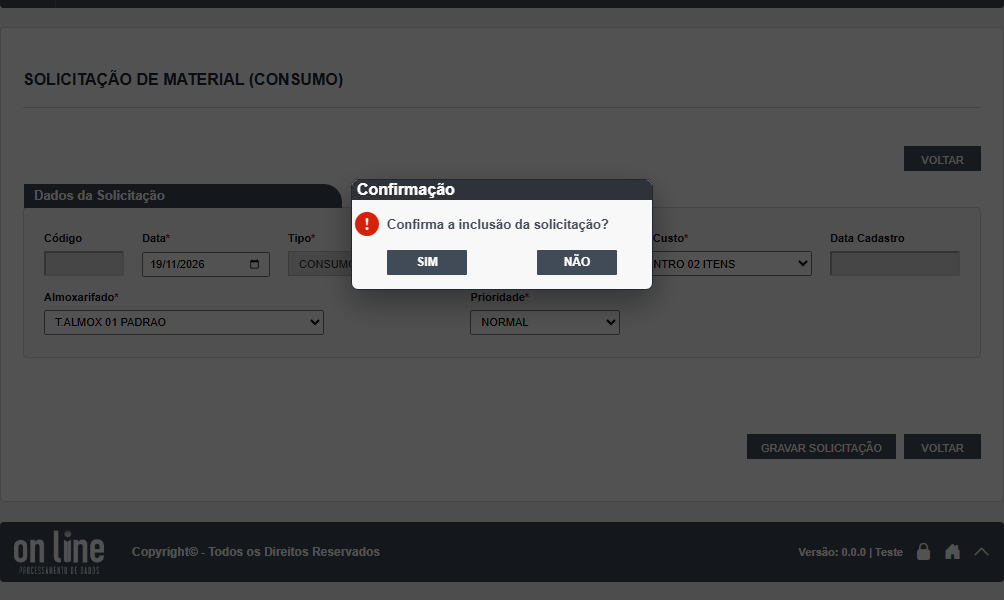 SOLICITAÇÃO DE MATERIAL (CONSUMO)
VOLTAR
Dados da Solicitação
Confirmação
Confirma a inclusão da solicitação?
SIM NÃO
Código Data* Tipo* Custo* Data Cadastro
19/11/2026 CONSUMO NTRO 02 ITENS
Almoxarifado* Prioridade*
T.ALMOX 01 PADRAO NORMAL
GRAVAR SOLICITAÇÃO VOLTAR
on line
PROCESSAMENTO DE DADOS
Copyright© - Todos os Direitos Reservados
Versão: 0.0.0 | Teste